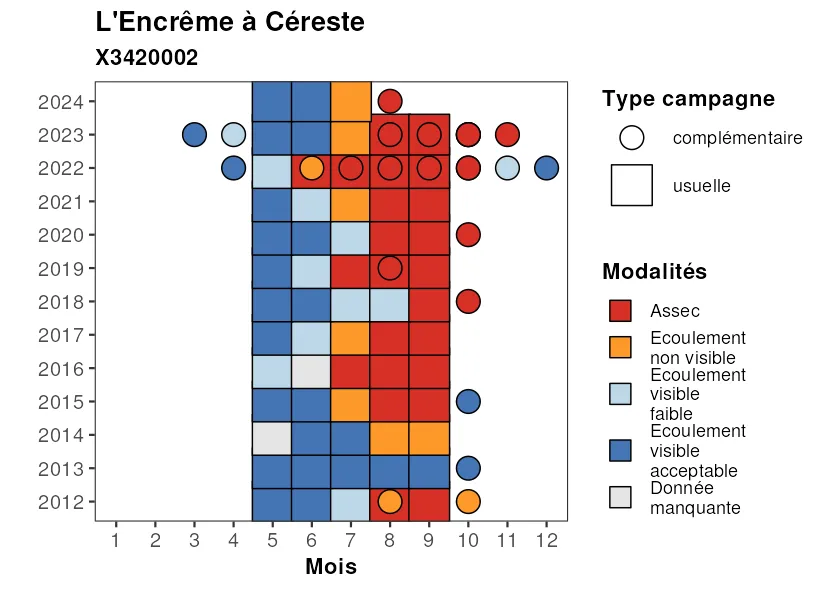 L'Encrême à Céreste
X3420002
2024
2023
2022
2021
2020
2019
2018
2017
2016
2015
2014
2013
2012
1 2 3 4 5 6 7 8 9 10 11 12
Mois
Type campagne
complémentaire
usuelle
Modalités
Assec
Ecoulement
non visible
Ecoulement
visible
faible
Ecoulement
visible
acceptable
Donnée
manquante